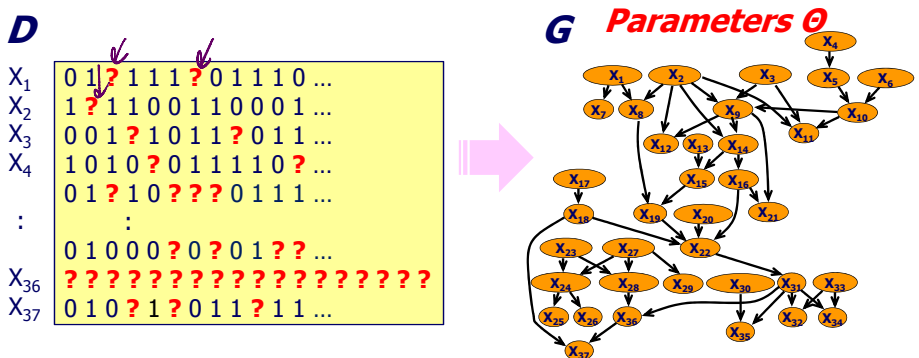 D
G
Parameters Θ
X1 0 1 ? 1 1 1 ? 0 1 1 1 0 ...
X2 1 ? 1 1 0 0 1 1 0 0 0 1 ...
X3 0 0 1 ? 1 0 1 1 ? 0 1 1 ...
X4 1 0 1 0 ? 0 1 1 1 1 0 ?
0 1 ? 1 0 ? ? ? 0 1 1 1 ...
: :
0 1 0 0 0 ? 0 ? 0 1 ? ? ...
X36 ? ? ? ? ? ? ? ? ? ? ? ? ? ? ? ? ? ?
X37 0 1 0 ? 1 ? 0 1 1 ? 1 1 ...
X4
X1 X2 X3 X5 X6
X7 X8 X9 X10
X11
X12 X13 X14
X17 X15 X16
X18 X19 X20 X21
X22
X23 X27
X24 X28 X29 X30 X31 X33
X25 X26 X36 X32 X34
X35
X37